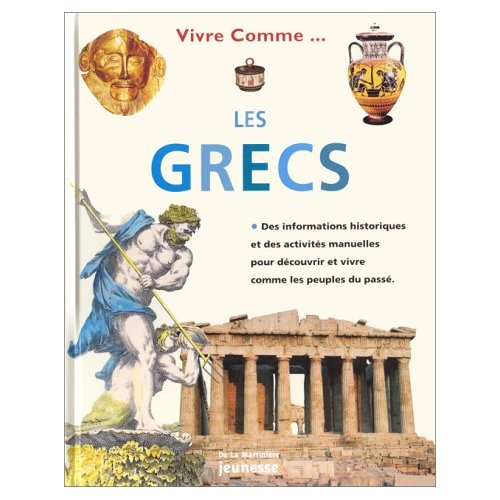 Vivre Comme ...
LES
GRECS
• Des informations historiques
et des activités manuelles
pour découvrir et vivre
comme les peuples du passé.
De La Martinière
jeunesse